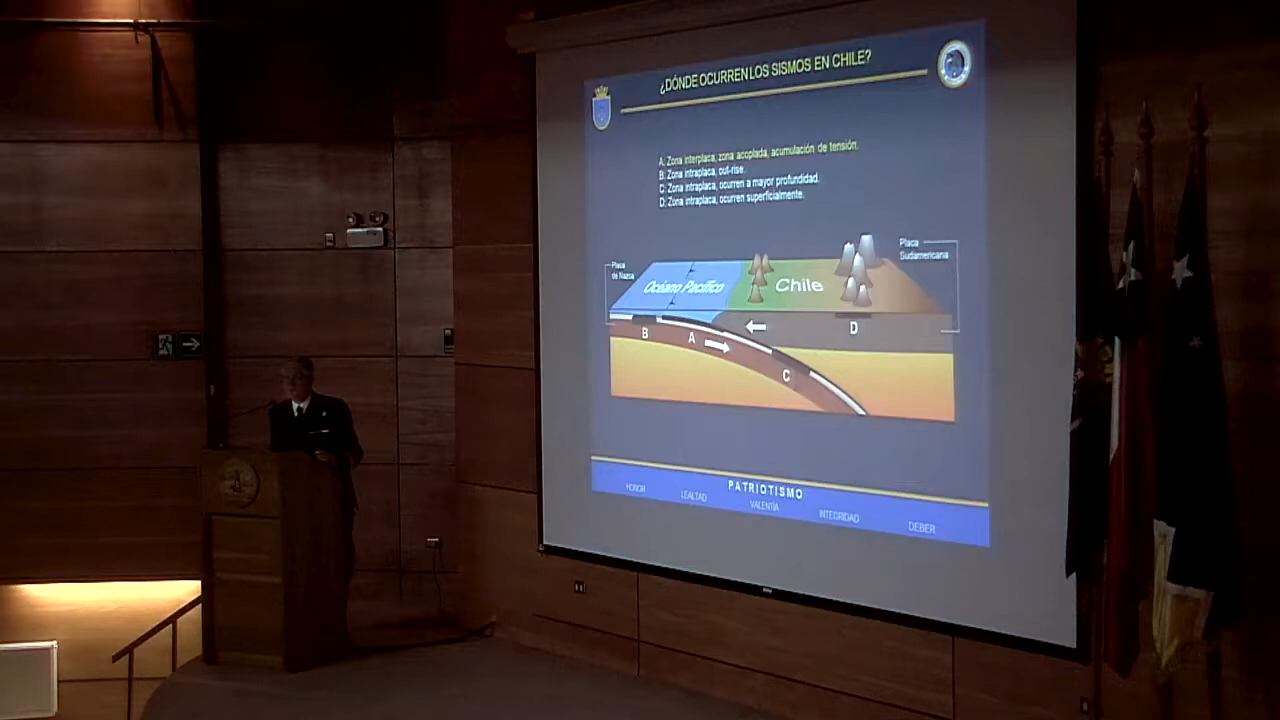 ¿DÓNDE OCURREN LOS SISMOS EN CHILE?
A: Zona interplaca, zona acoplada, acumulación de tensión.
B: Zona intraplaca, out-rise.
C: Zona intraplaca, ocurren a mayor profundidad.
D: Zona intraplaca, ocurren superficialmente.
Placa
de Nazca
Océano Pacífico
Chile
Placa
Sudamericana
B
A
C
D
PATRIOTISMO
HONOR
LEALTAD
VALENTÍA
INTEGRIDAD
DEBER